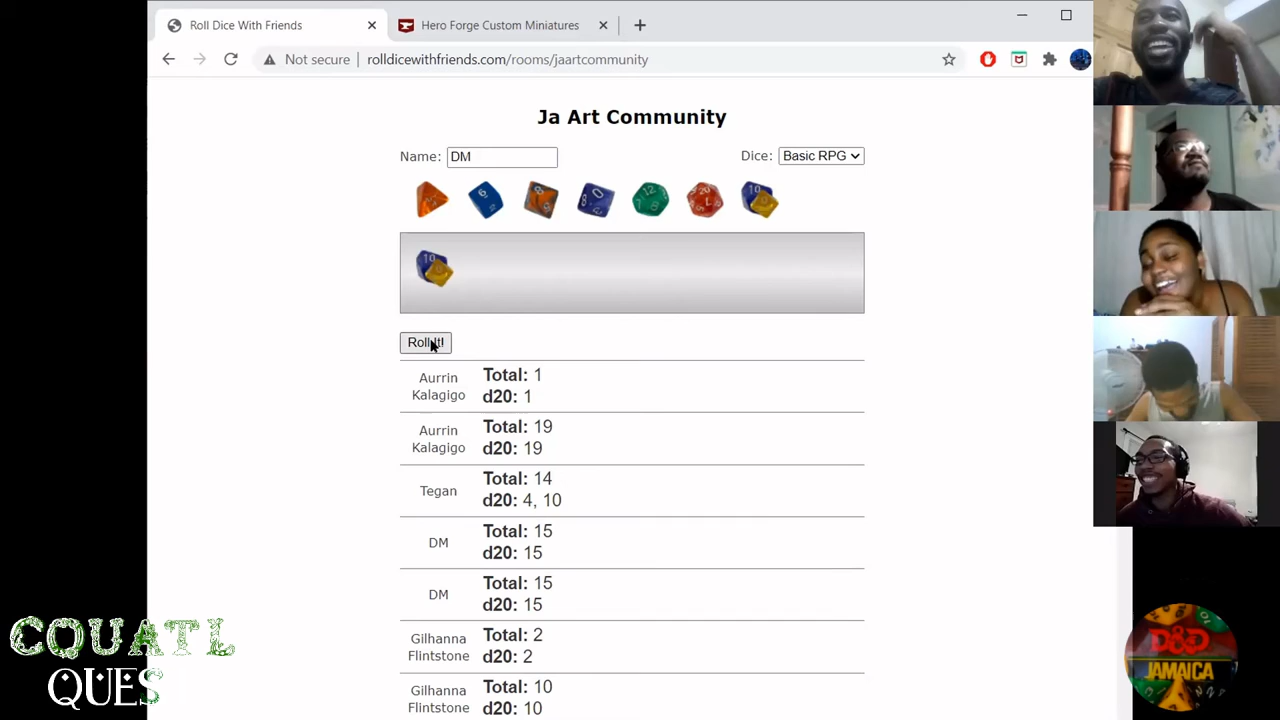 Roll Dice With Friends
Hero Forge Custom Miniatures
Not secure
rolldicewithfriends.com/rooms/jaartcommunity
Ja Art Community
Name: DM
Dice: Basic RPG
Roll It!
Aurrin Kalagigo
Total: 1
d20: 1
Aurrin Kalagigo
Total: 19
d20: 19
Tegan
Total: 14
d20: 4, 10
DM
Total: 15
d20: 15
DM
Total: 15
d20: 15
Gilhanna Flintstone
Total: 2
d20: 2
Gilhanna Flintstone
Total: 10
d20: 10
COUATL
QUES
D&D
JAMAICA